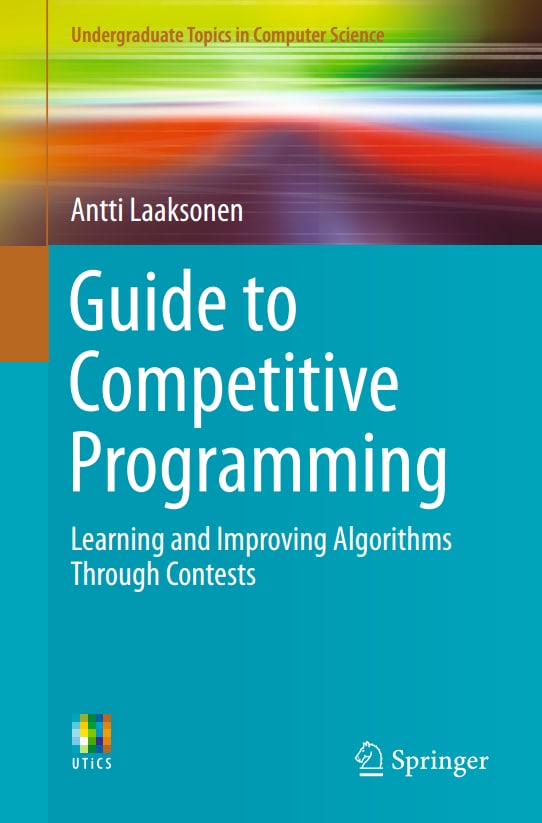 Undergraduate Topics in Computer Science
Antti Laaksonen
Guide to
Competitive
Programming
Learning and Improving Algorithms
Through Contests
UTiCS
Springer